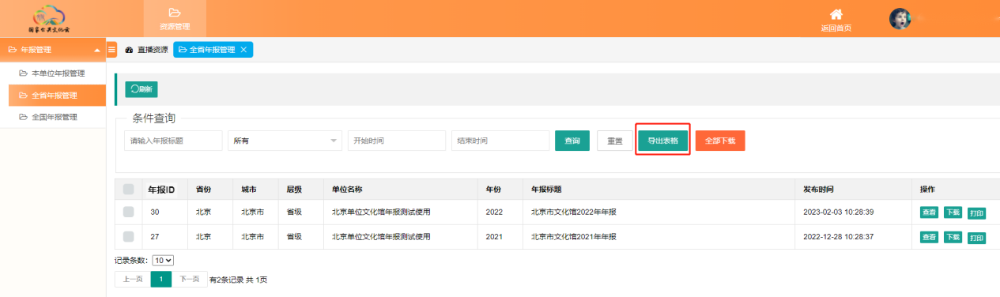 国家公共文化云
资源管理
返回首页
年报管理
本单位年报管理
全省年报管理
全国年报管理
直播资源 全省年报管理
刷新
条件查询
请输入年报标题 所有 开始时间 结束时间 查询 重置 导出表格 全部下载
年报ID 省份 城市 层级 单位名称 年份 年报标题 发布时间 操作
30 北京 北京市 省级 北京单位文化馆年报测试使用 2022 北京市文化馆2022年年报 2023-02-03 10:28:39 查看 下载 打印
27 北京 北京市 省级 北京单位文化馆年报测试使用 2021 北京市文化馆2021年年报 2022-12-28 10:28:37 查看 下载 打印
记录条数: 10
上一页 1 下一页 有2条记录 共 1页